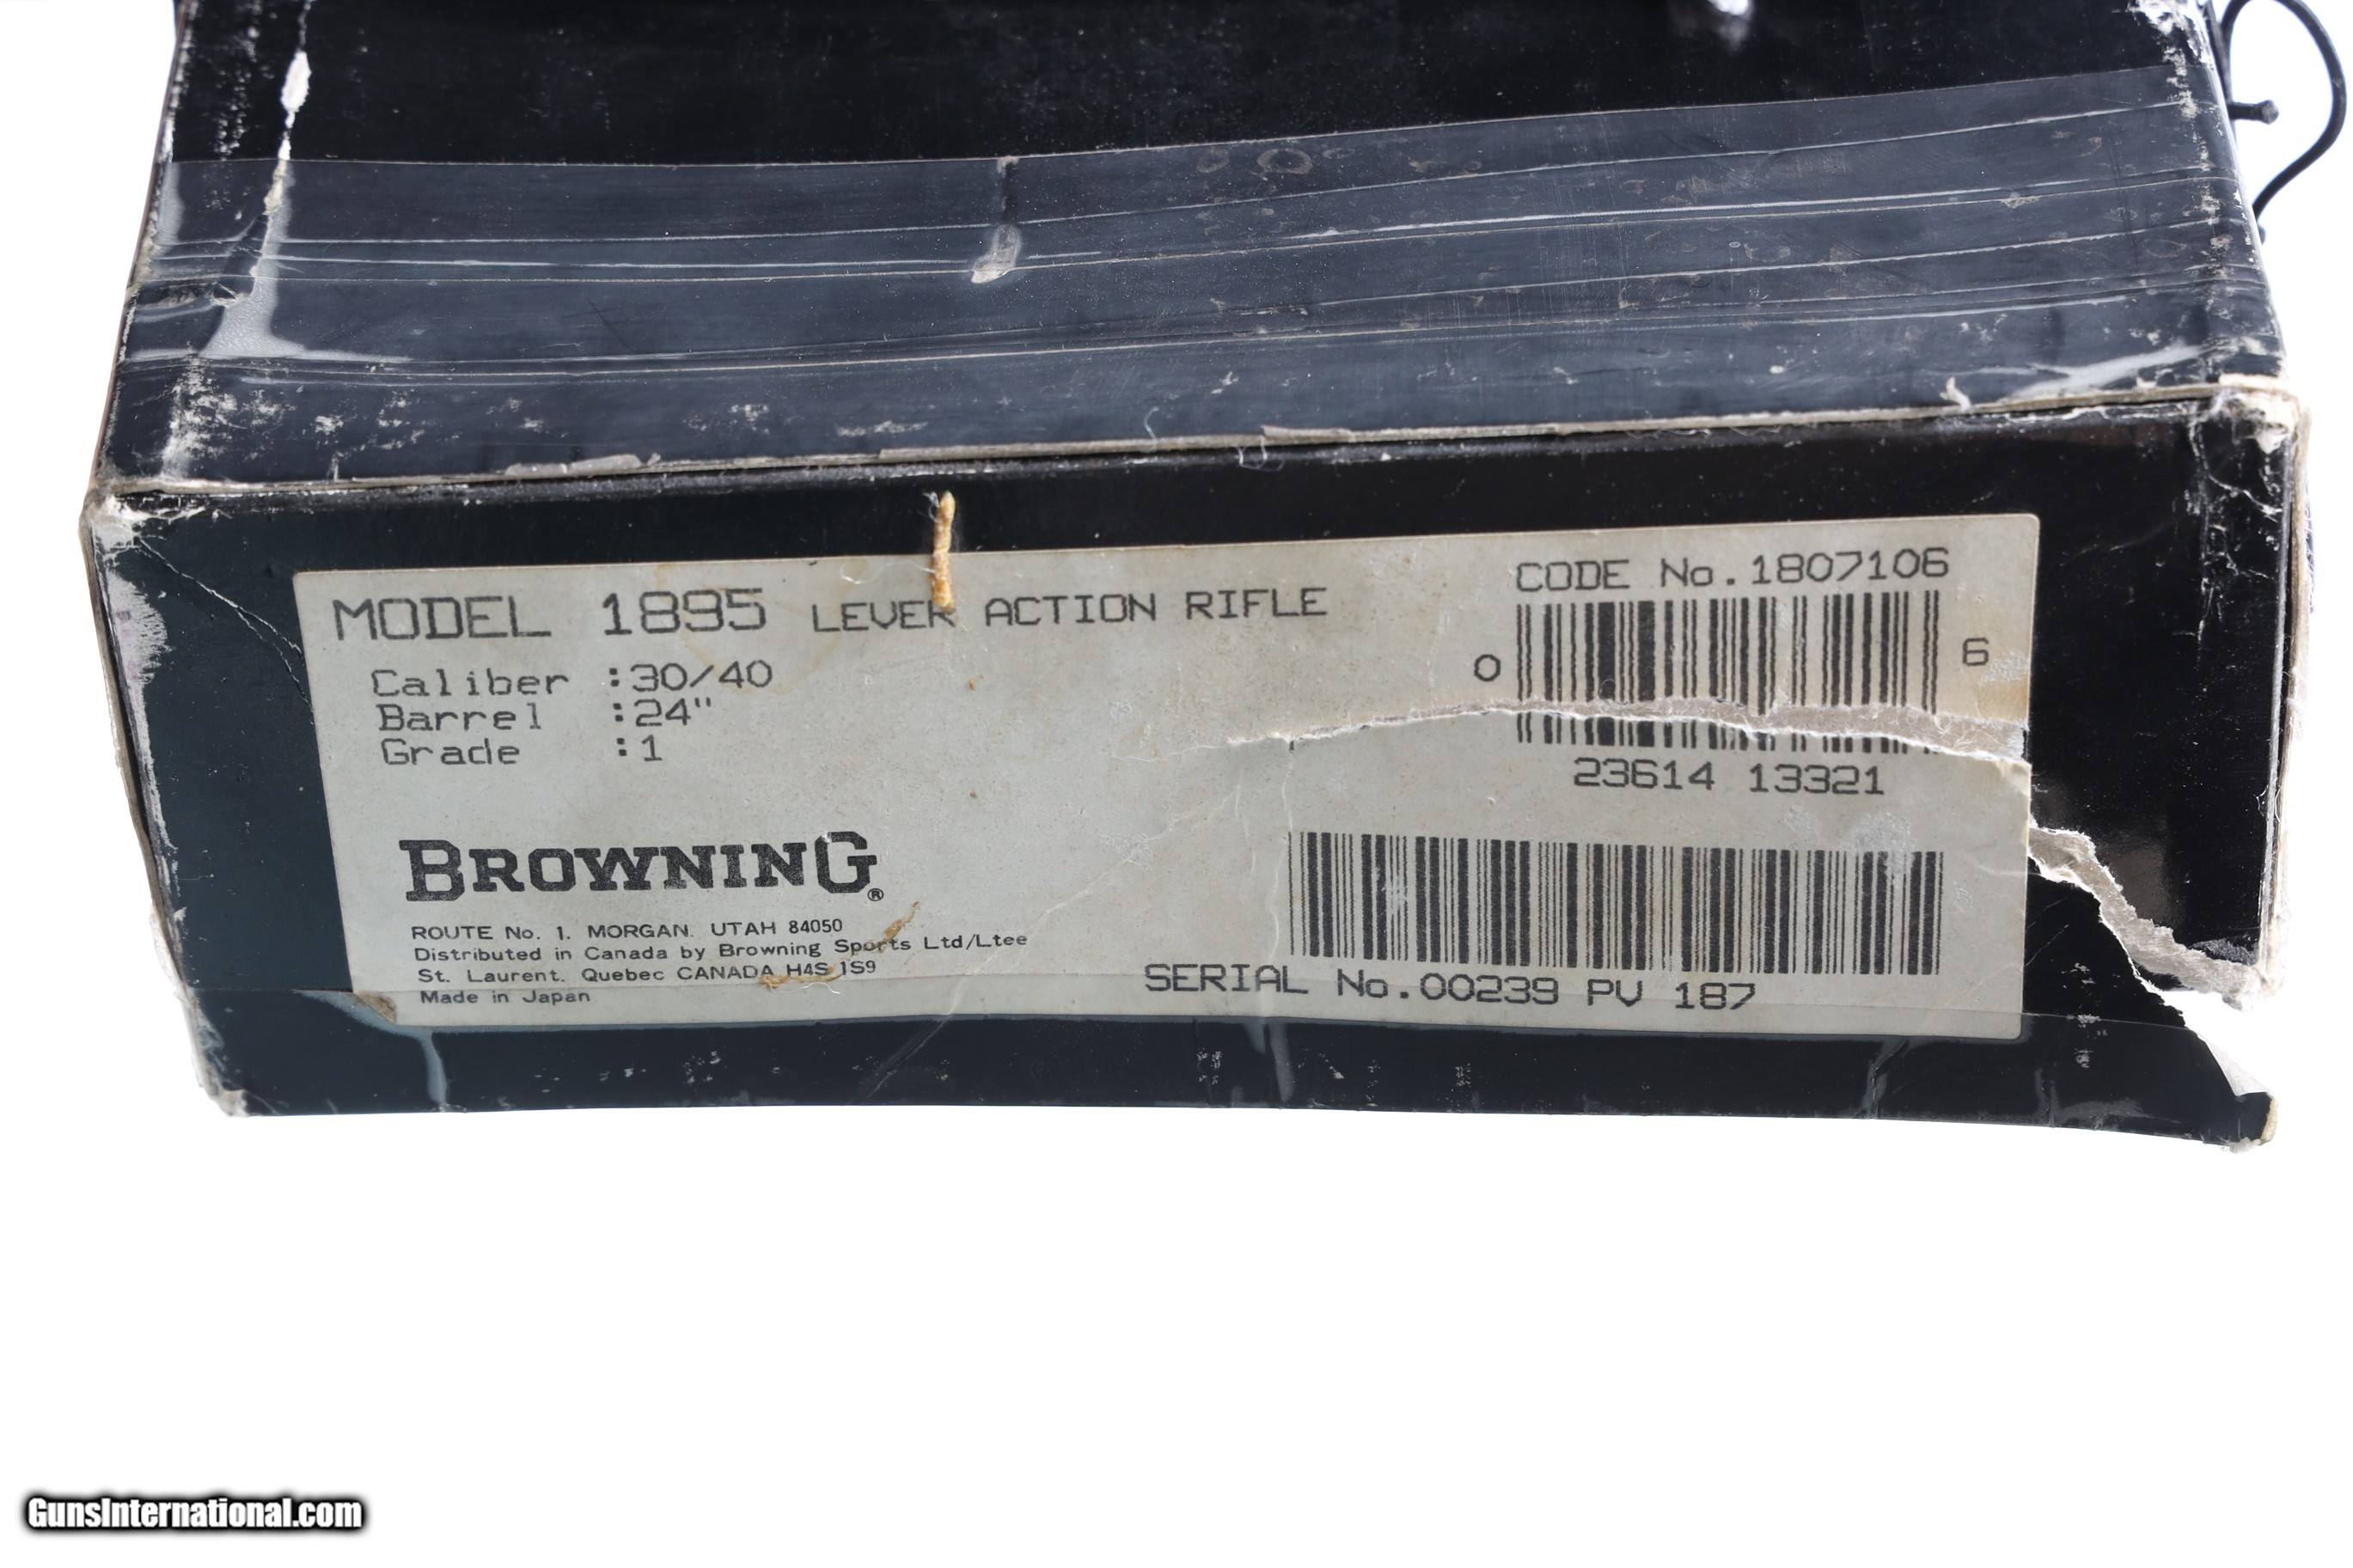 MODEL 1895 LEVER ACTION RIFLE
Caliber :30/40
Barrel :24"
Grade :1
CODE No.1807106
0 6
23614 13321
BROWNING®
ROUTE No. 1, MORGAN, UTAH 84050
Distributed in Canada by Browning Sports Ltd/Ltee
St. Laurent, Quebec CANADA H4S 1S9
Made in Japan
SERIAL No.00239 PV 187
GunsInternational.com